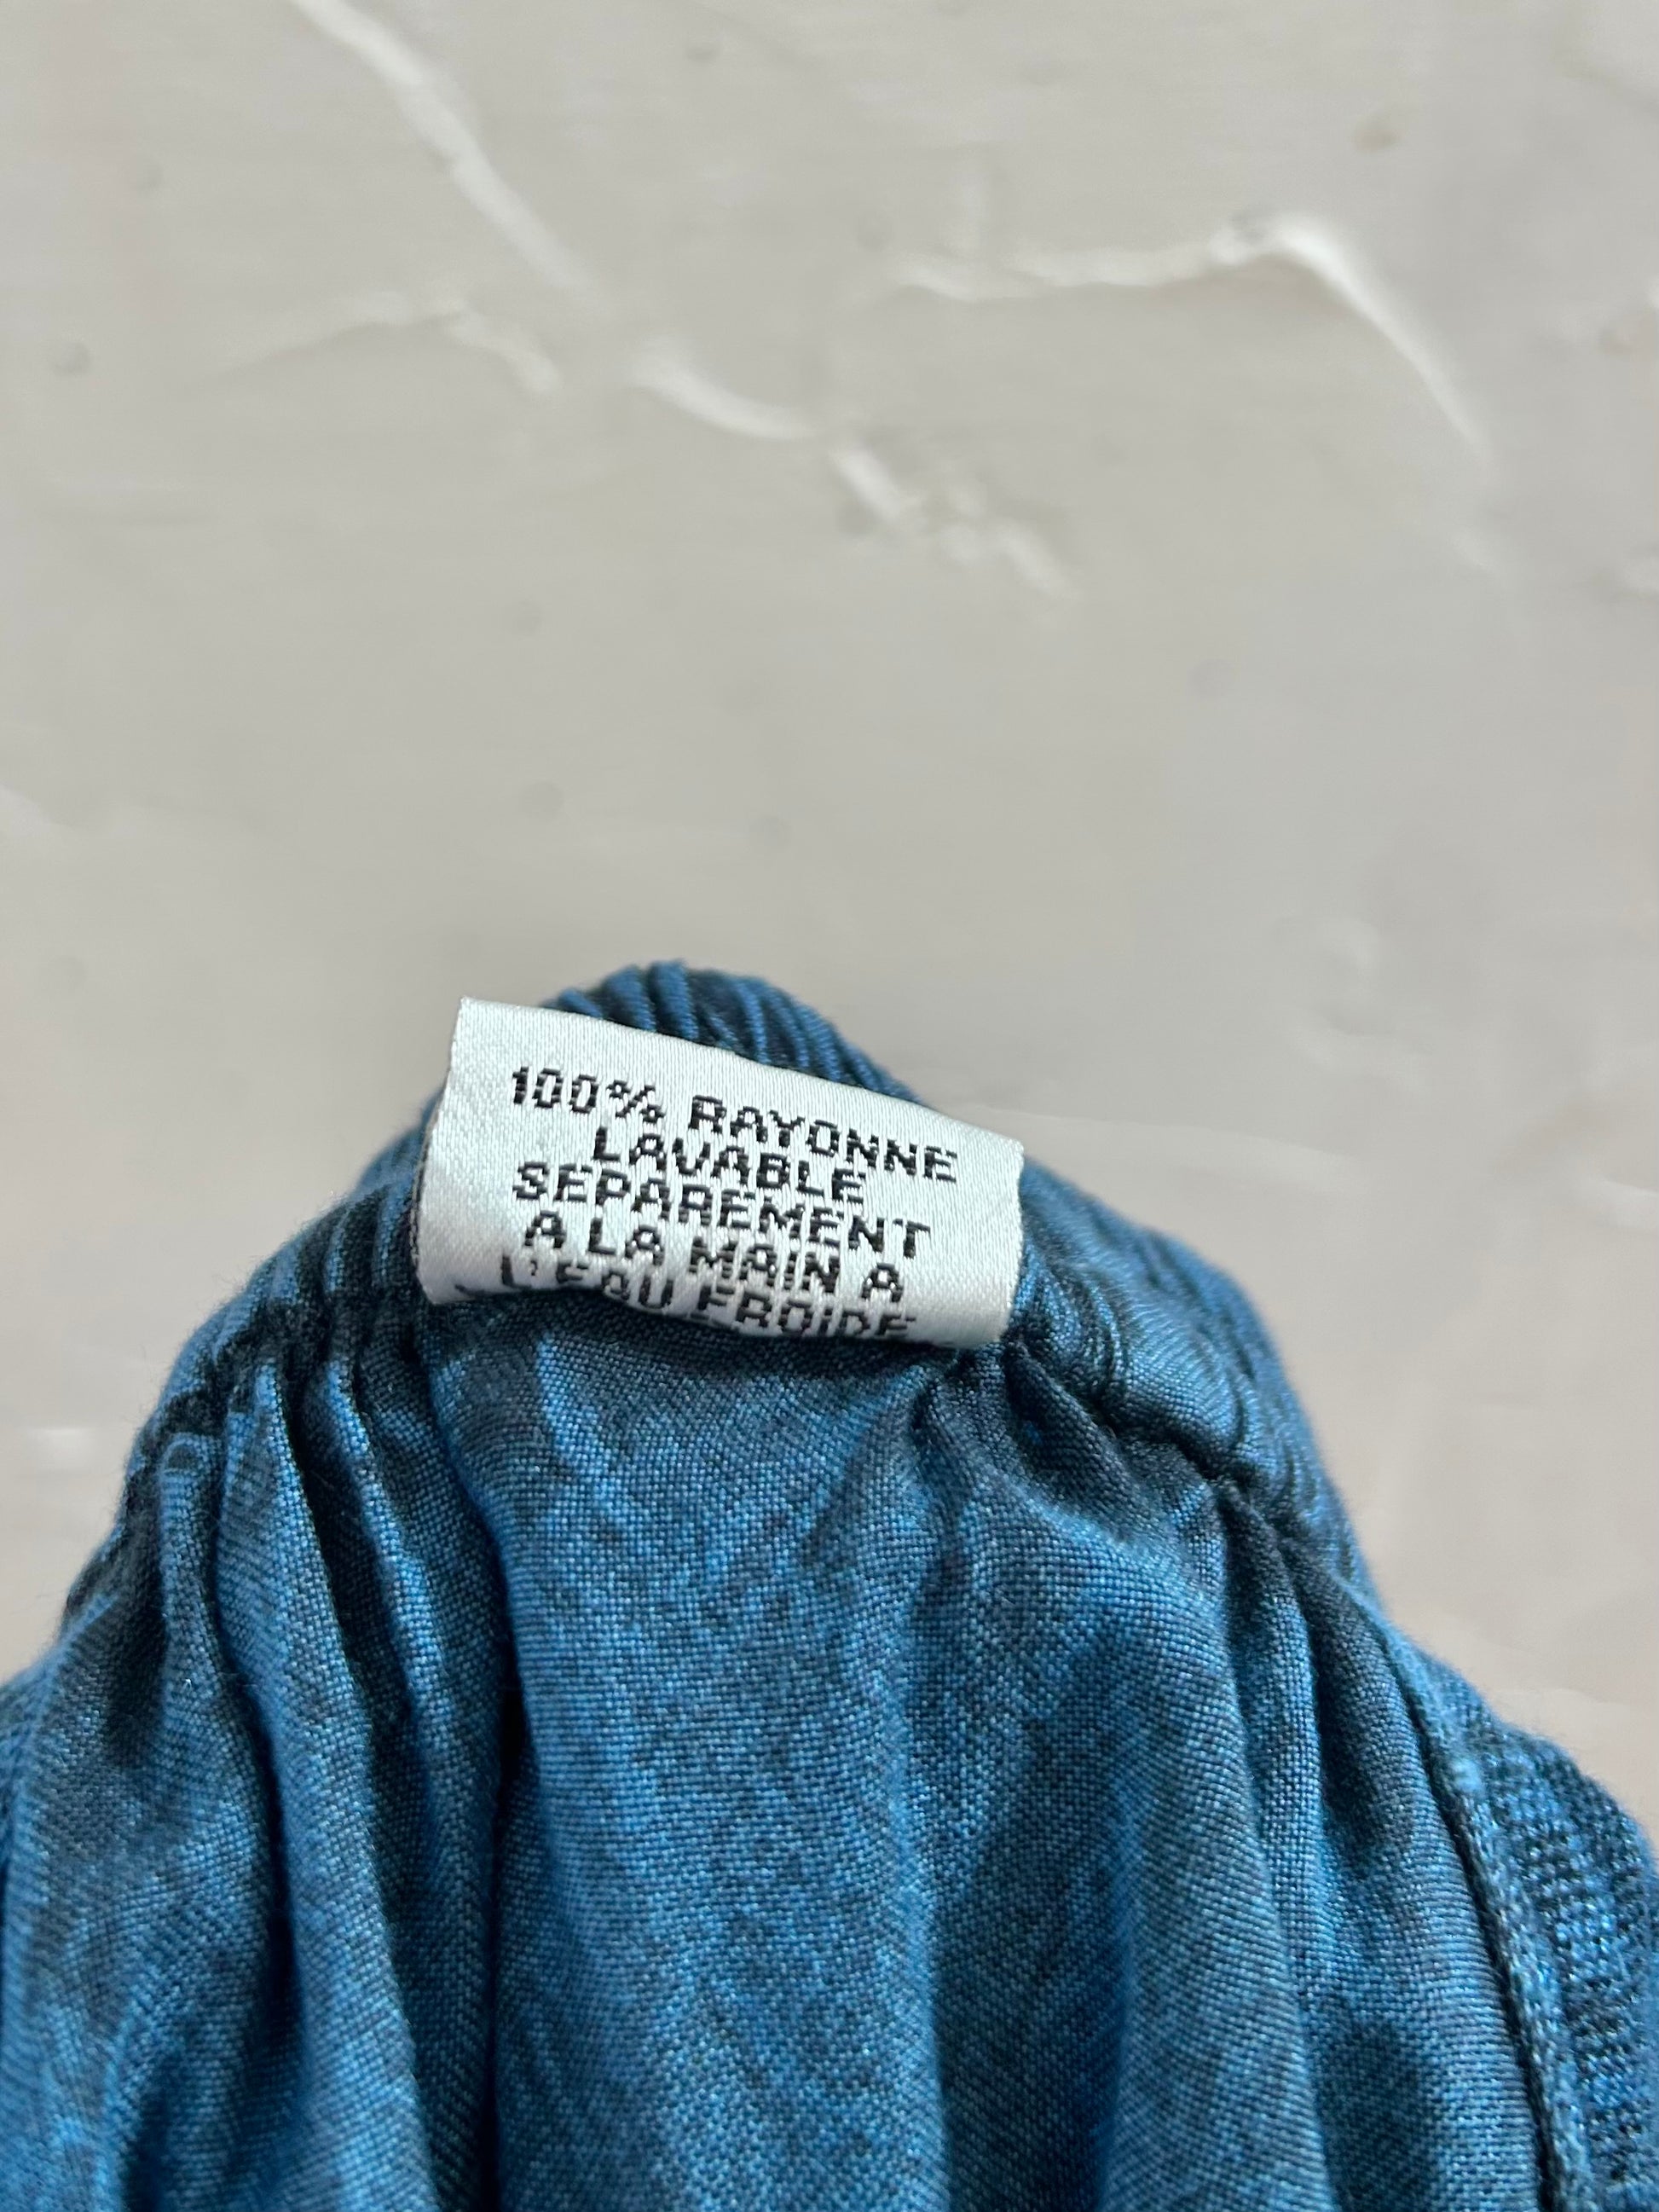 100% RAYONNE
LAVABLE
SEPAREMENT
A LA MAIN A
L'EAU FROIDE